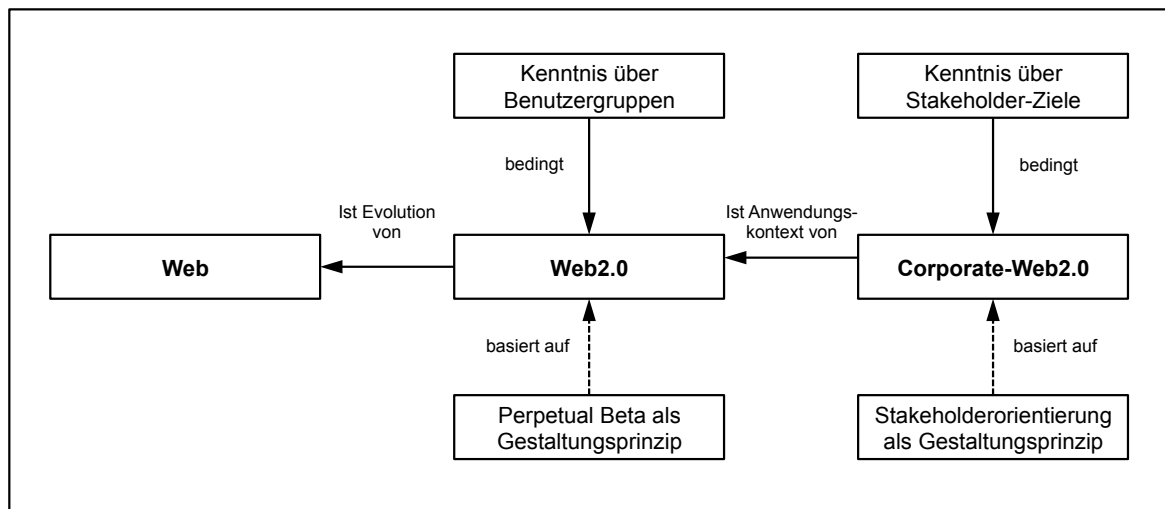 Kenntnis über
Benutzergruppen
Kenntnis über
Stakeholder-Ziele
bedingt
bedingt
Ist Evolution
von
Ist Anwendungs-
kontext von
Web
Web2.0
Corporate-Web2.0
basiert auf
basiert auf
Perpetual Beta als
Gestaltungsprinzip
Stakeholderorientierung
als Gestaltungsprinzip